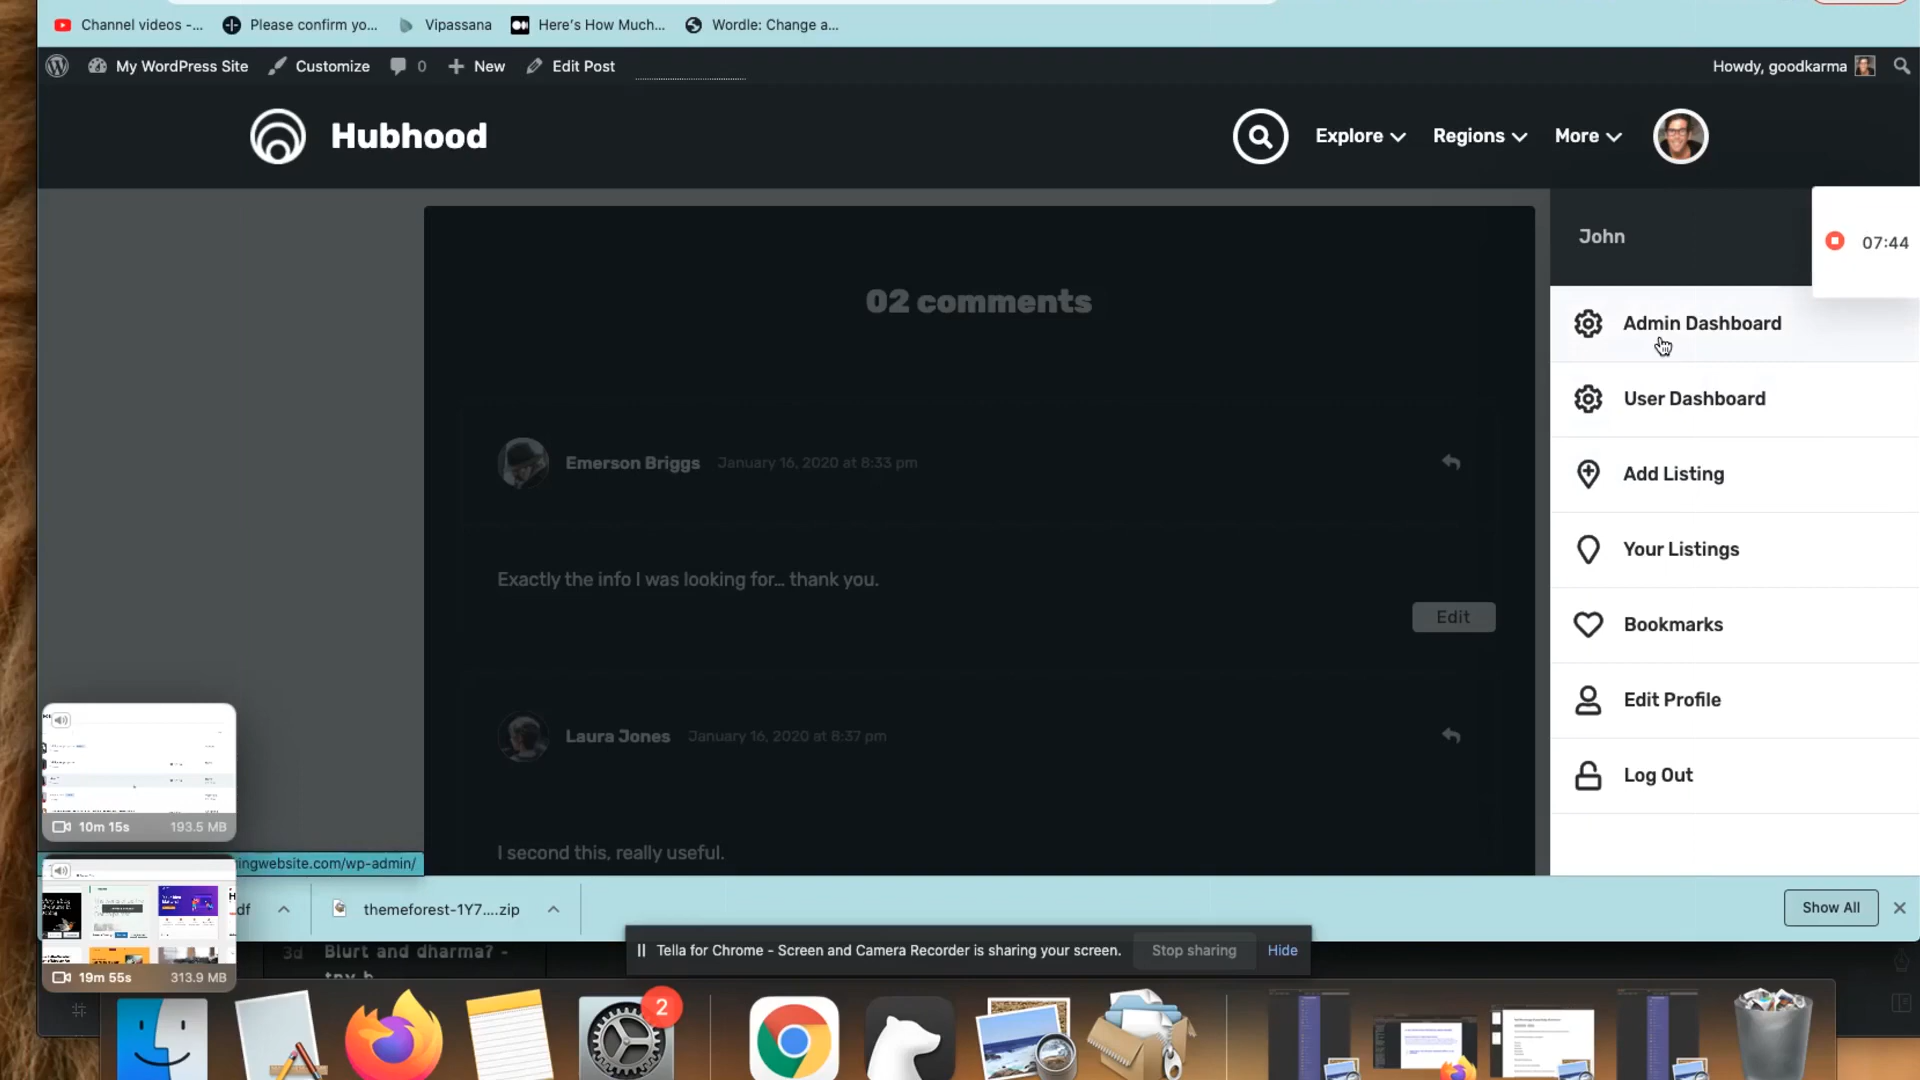 Channel videos -... Please confirm yo... Vipassana Here's How Much... Wordle: Change a...
My WordPress Site Customize 0 New Edit Post Howdy, goodkarma
Hubhood Explore Regions More
John
07:44
02 comments
Admin Dashboard
User Dashboard
Emerson Briggs January 16, 2020 at 8:33 pm
Add Listing
Your Listings
Exactly the info I was looking for... thank you.
Edit
Bookmarks
Edit Profile
Laura Jones January 16, 2020 at 8:37 pm
Log Out
10m 15s 193.5 MB
I second this, really useful.
ingwebsite.com/wp-admin/
df themeforest-1Y7....zip Show All
3d Blurt and dharma? -
Tella for Chrome - Screen and Camera Recorder is sharing your screen. Stop sharing Hide
19m 55s 313.9 MB
2